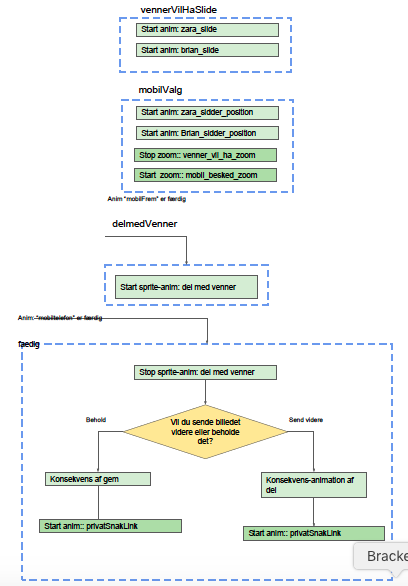 vennerVilHaSlide
Start anim: zara_slide
Start anim: brian_slide
mobilValg
Start anim: zara_sidder_position
Start anim: Brian_sidder_position
Stop zoom:: venner_vil_ha_zoom
Start zoom:: mobil_besked_zoom
Anim "mobilFrem" er færdig
delmedVenner
Start sprite-anim: del med venner
Anim: "mobiltelefon" er færdig
færdig
Stop sprite-anim: del med venner
Vil du sende billedet
videre eller beholde
det?
Behold
Send videre
Konsekvens af gem
Konsekvens-animation af
del
Start anim:: privatSnakLink
Start anim:: privatSnakLink
Bracke